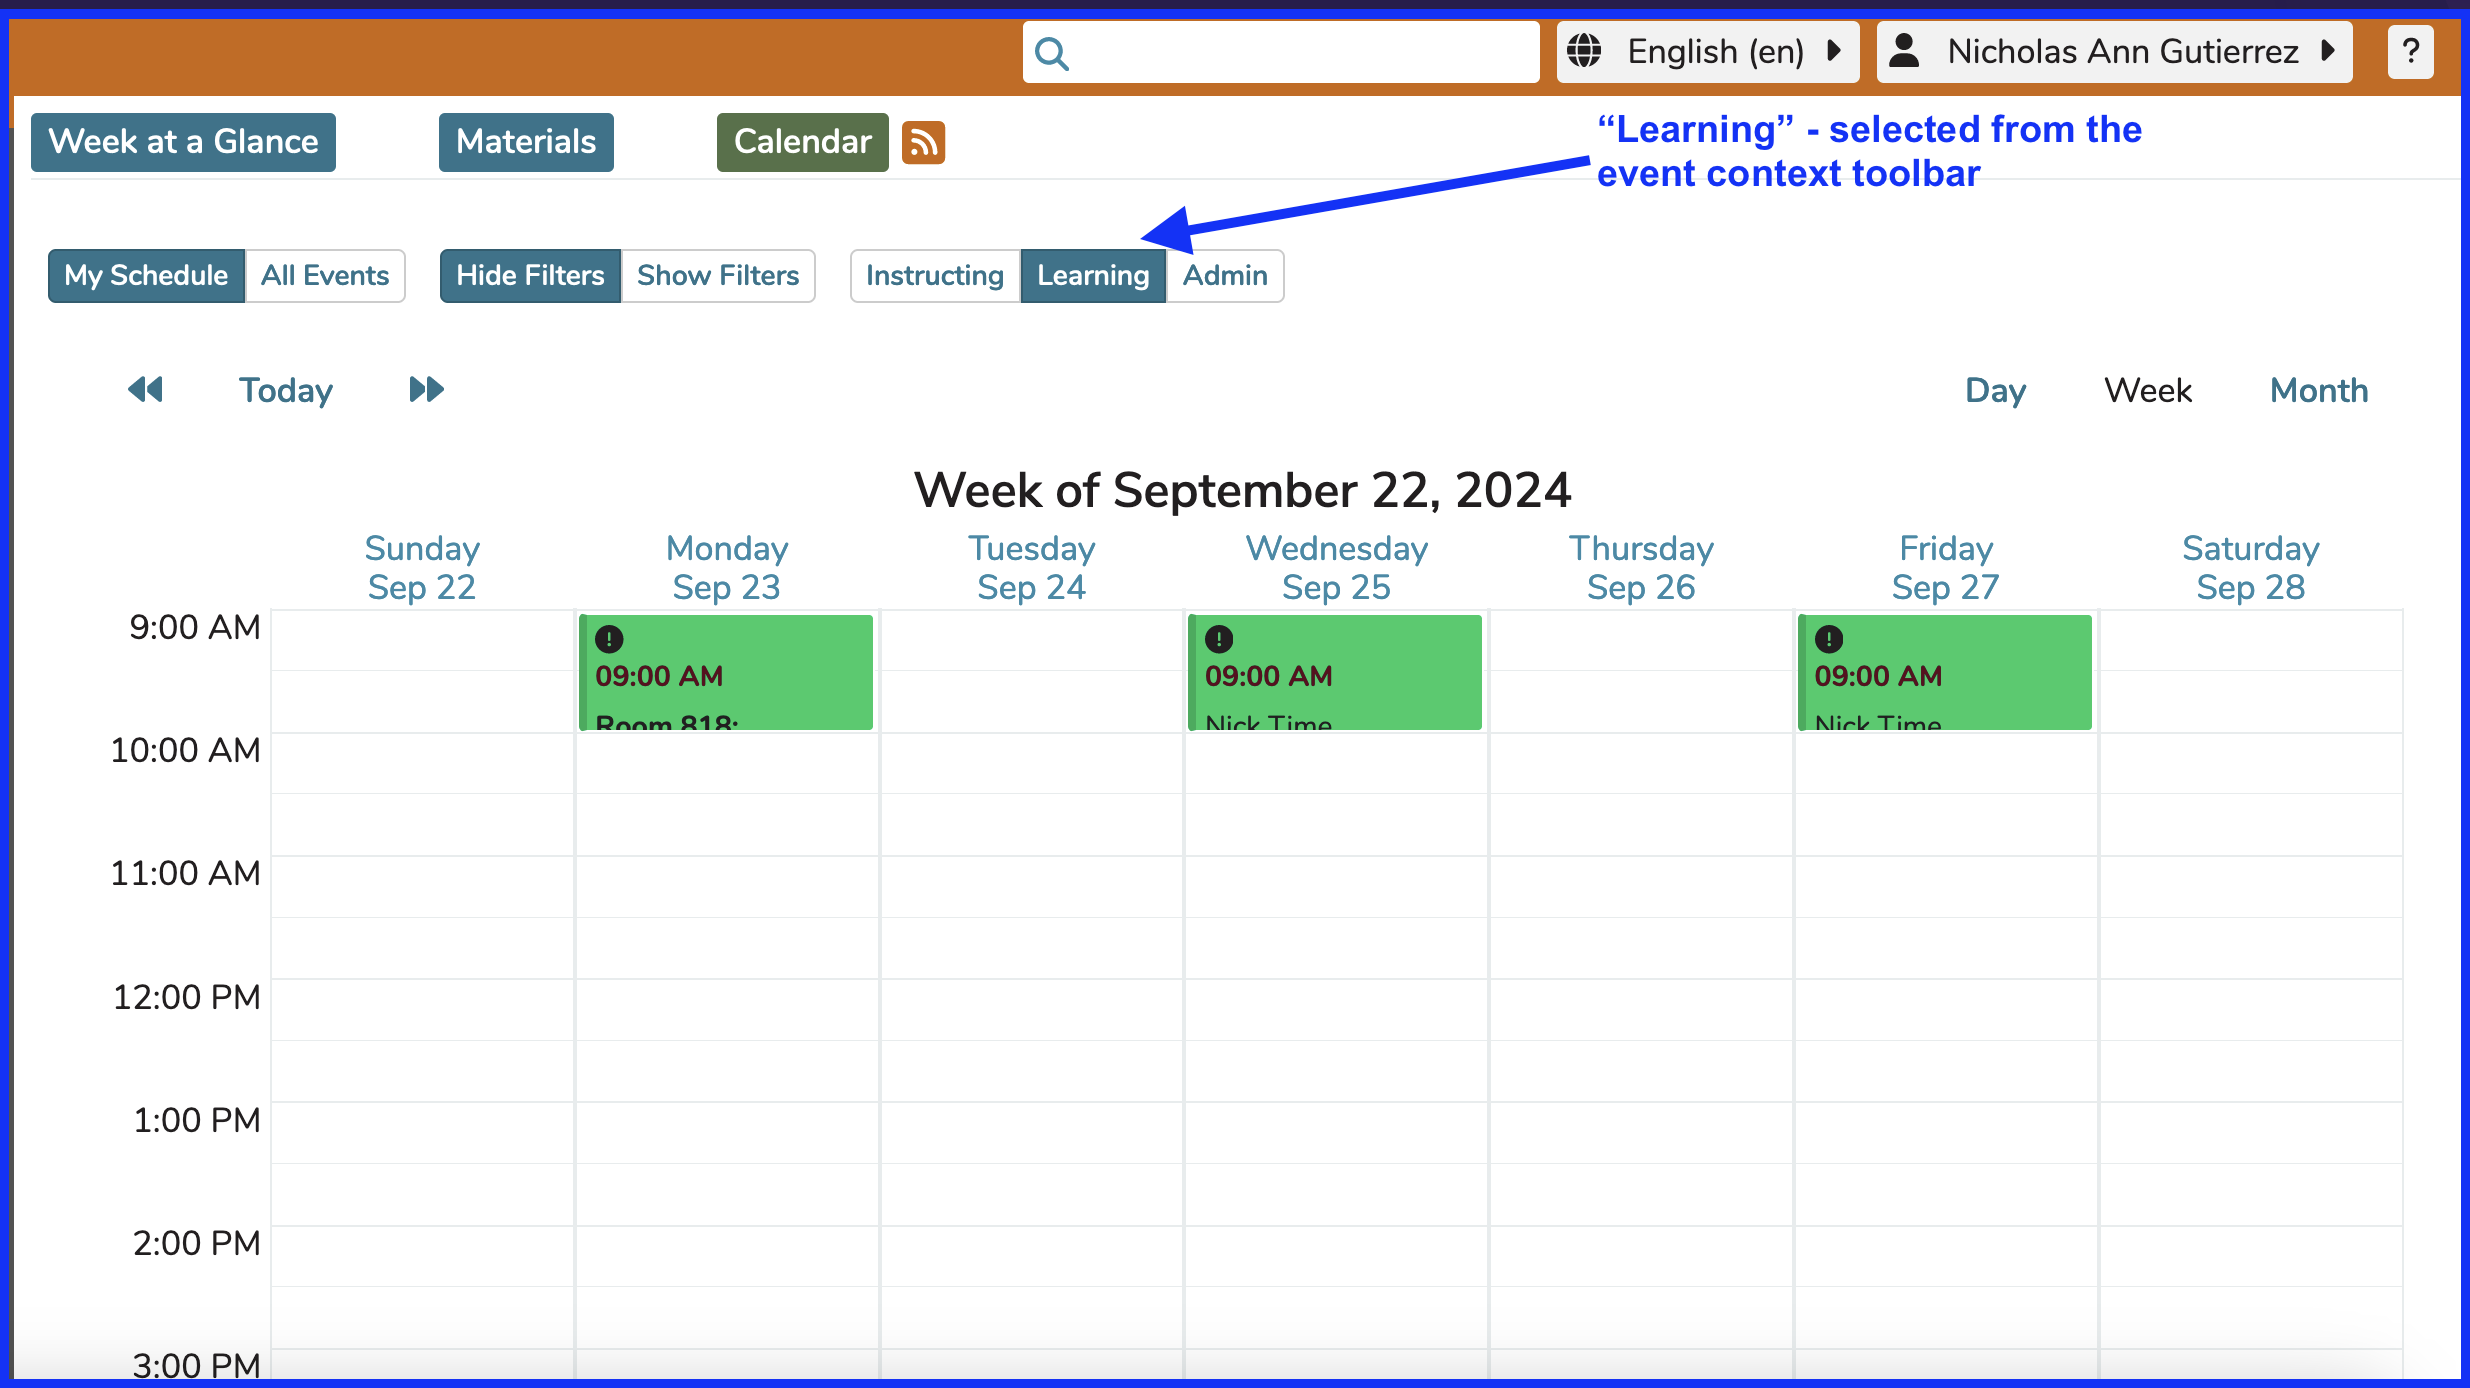 English (en)
Nicholas Ann Gutierrez
?
Week at a Glance
Materials
Calendar
“Learning” - selected from the
event context toolbar
My Schedule
All Events
Hide Filters
Show Filters
Instructing
Learning
Admin
Today
Day
Week
Month
Week of September 22, 2024
Sunday
Sep 22
Monday
Sep 23
Tuesday
Sep 24
Wednesday
Sep 25
Thursday
Sep 26
Friday
Sep 27
Saturday
Sep 28
9:00 AM
09:00 AM
Room 818:
09:00 AM
Nick Time
09:00 AM
Nick Time
10:00 AM
11:00 AM
12:00 PM
1:00 PM
2:00 PM
3:00 PM